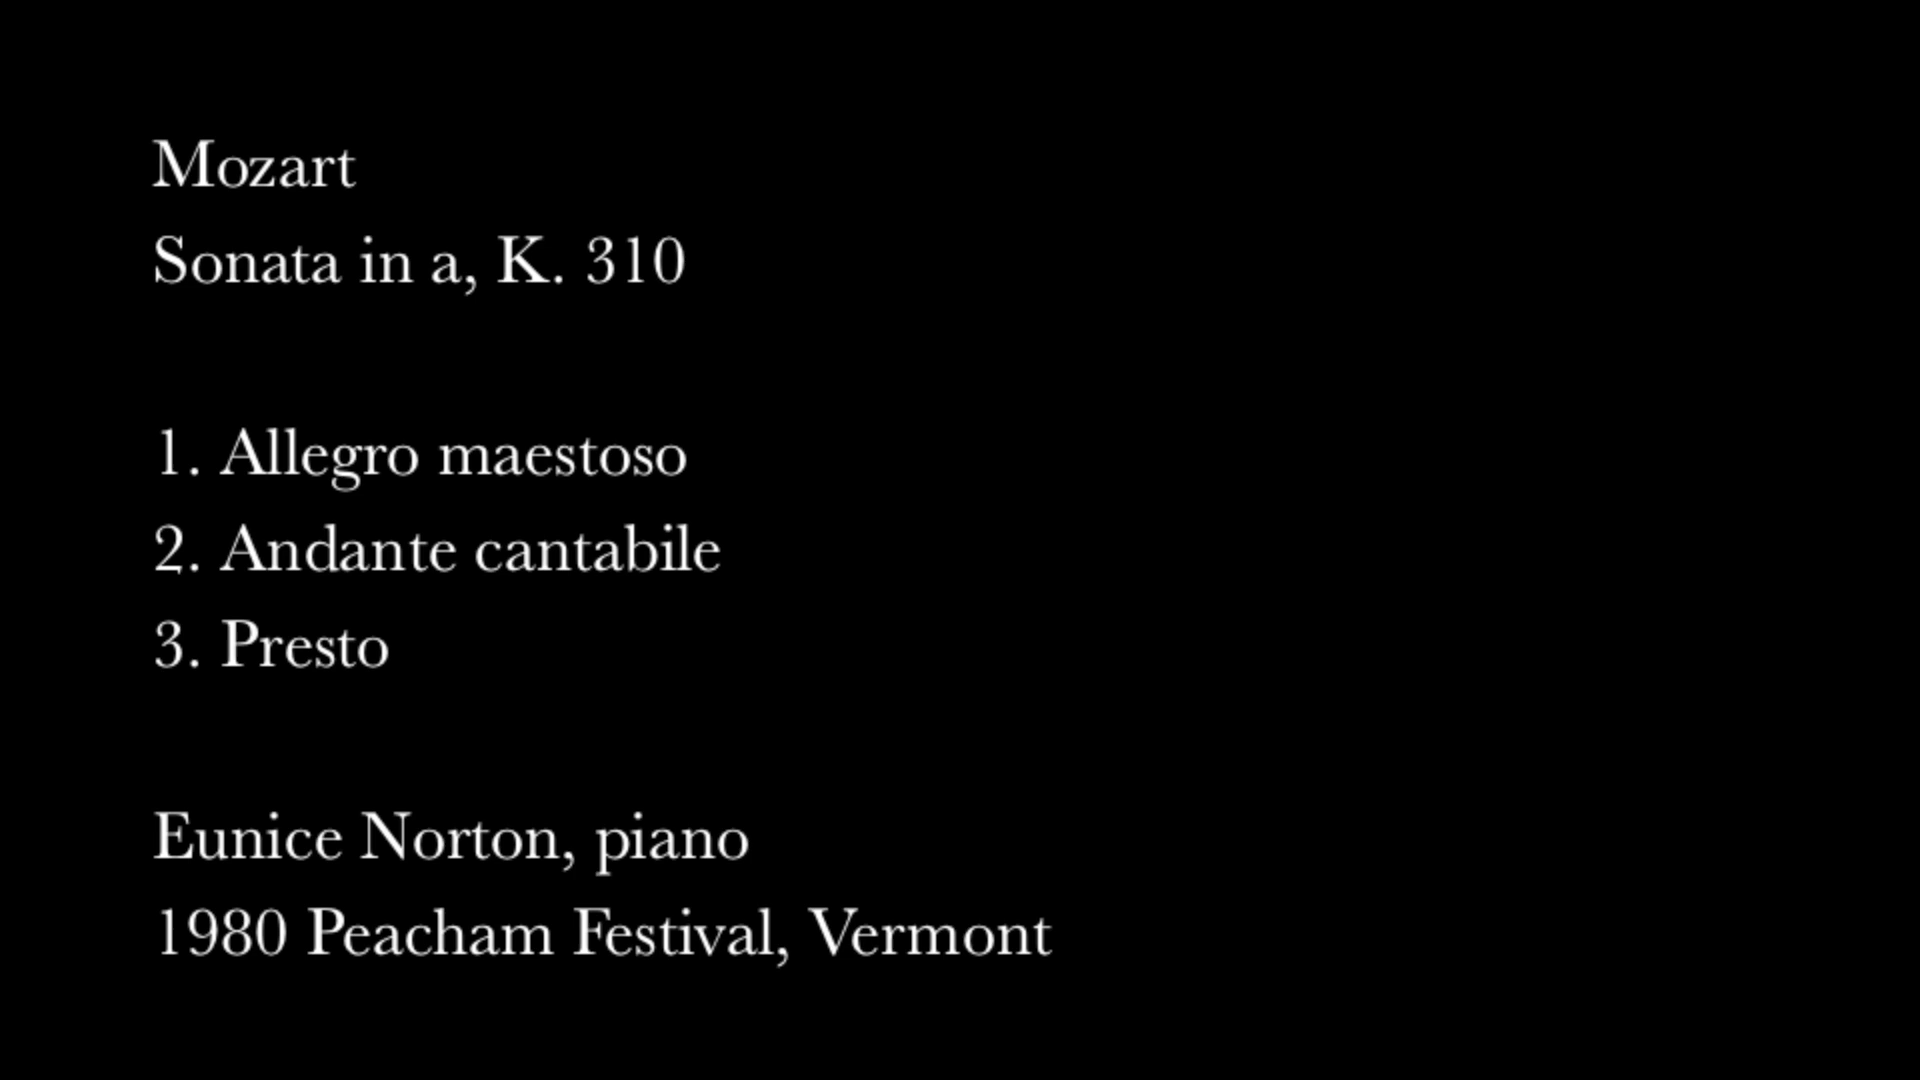 Mozart
Sonata in a, K. 310
1. Allegro maestoso
2. Andante cantabile
3. Presto
Eunice Norton, piano
1980 Peacham Festival, Vermont